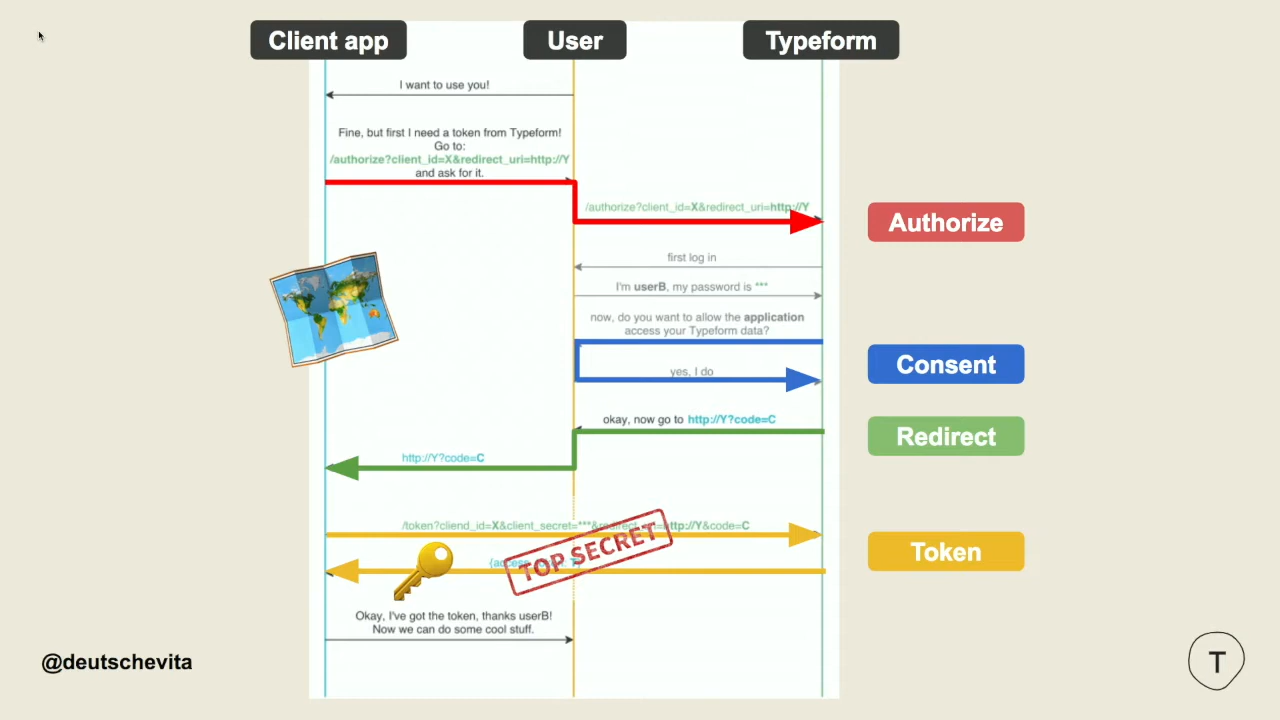 Client app
User
Typeform
I want to use you!
Fine, but first I need a token from Typeform!
Go to:
/authorize?client_id=X&redirect_uri=http://Y
and ask for it.
/authorize?client_id=X&redirect_uri=http://Y
Authorize
first log in
I'm userB, my password is ***
now, do you want to allow the application
access your Typeform data?
Consent
yes, I do
okay, now go to http://Y?code=C
Redirect
http://Y?code=C
/token?cliend_id=X&client_secret=***&redirect_uri=http://Y&code=C
TOP SECRET
Token
Okay, I've got the token, thanks userB!
Now we can do some cool stuff.
@deutschevita
T